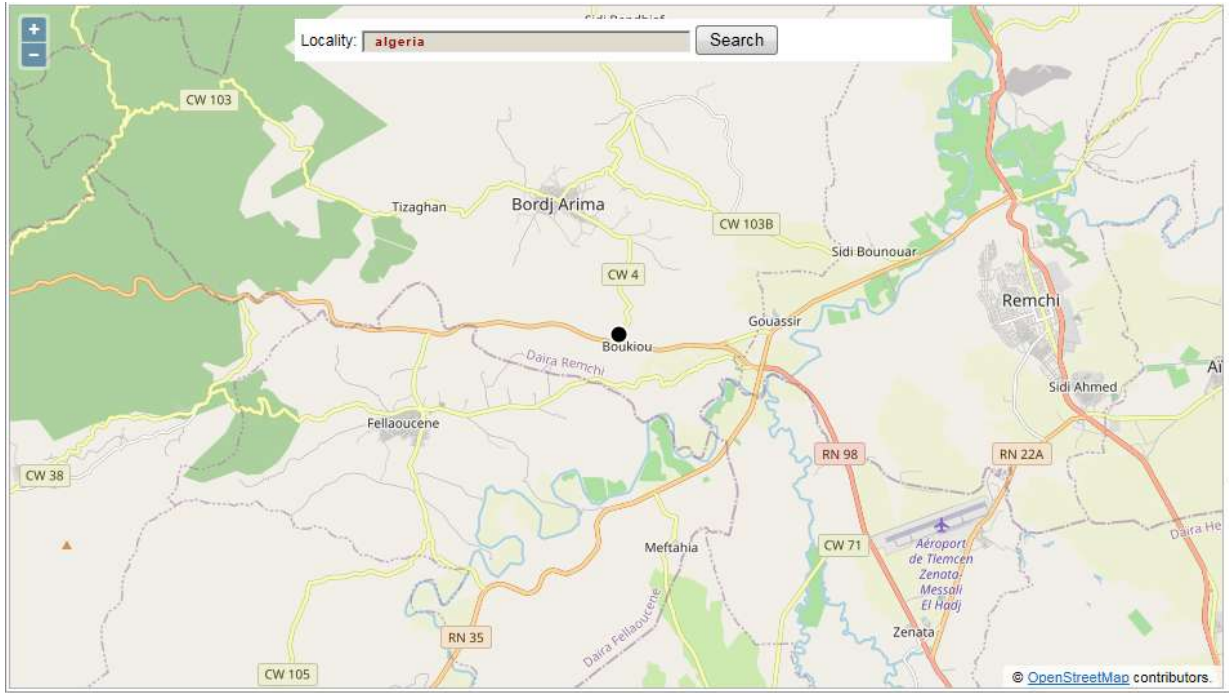 +
−
Locality: algeria Search
CW 103
Tizaghan
Bordj Arima
CW 103B
Sidi Bounouar
CW 4
Remchi
Gouassir
Boukiou
Daira Remchi
Sidi Ahmed
Fellaoucene
CW 38
RN 98
RN 22A
CW 71
Meftahia
Aéroport
de Tlemcen
Zenata-
Messali
El Hadj
Daira He
Daira Fellaoucene
Zenata
RN 35
CW 105
© OpenStreetMap contributors.